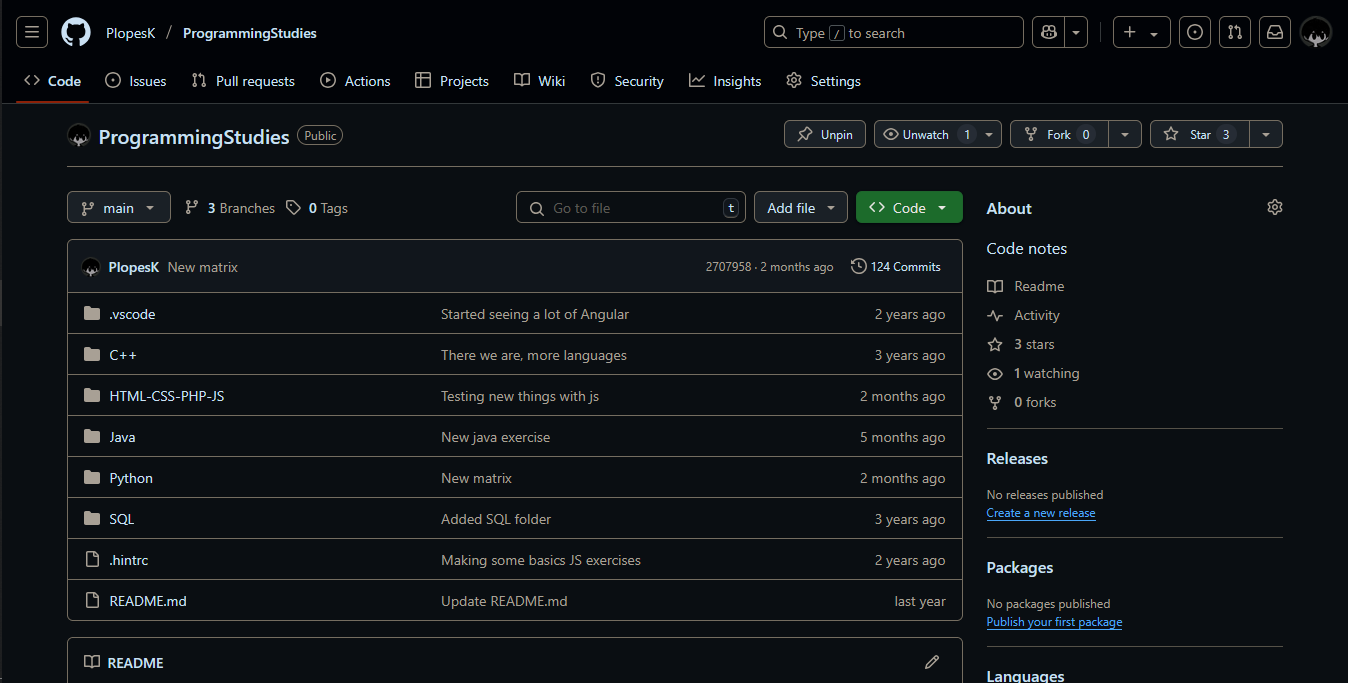 PlopesK / ProgrammingStudies
Type / to search
Code Issues Pull requests Actions Projects Wiki Security Insights Settings
ProgrammingStudies Public
Unpin Unwatch 1 Fork 0 Star 3
main 3 Branches 0 Tags
Go to file t Add file Code
PlopesK New matrix 2707958 · 2 months ago 124 Commits
.vscode Started seeing a lot of Angular 2 years ago
C++ There we are, more languages 3 years ago
HTML-CSS-PHP-JS Testing new things with js 2 months ago
Java New java exercise 5 months ago
Python New matrix 2 months ago
SQL Added SQL folder 3 years ago
.hintrc Making some basics JS exercises 2 years ago
README.md Update README.md last year
README
About
Code notes
Readme
Activity
3 stars
1 watching
0 forks
Releases
No releases published
Create a new release
Packages
No packages published
Publish your first package
Languages